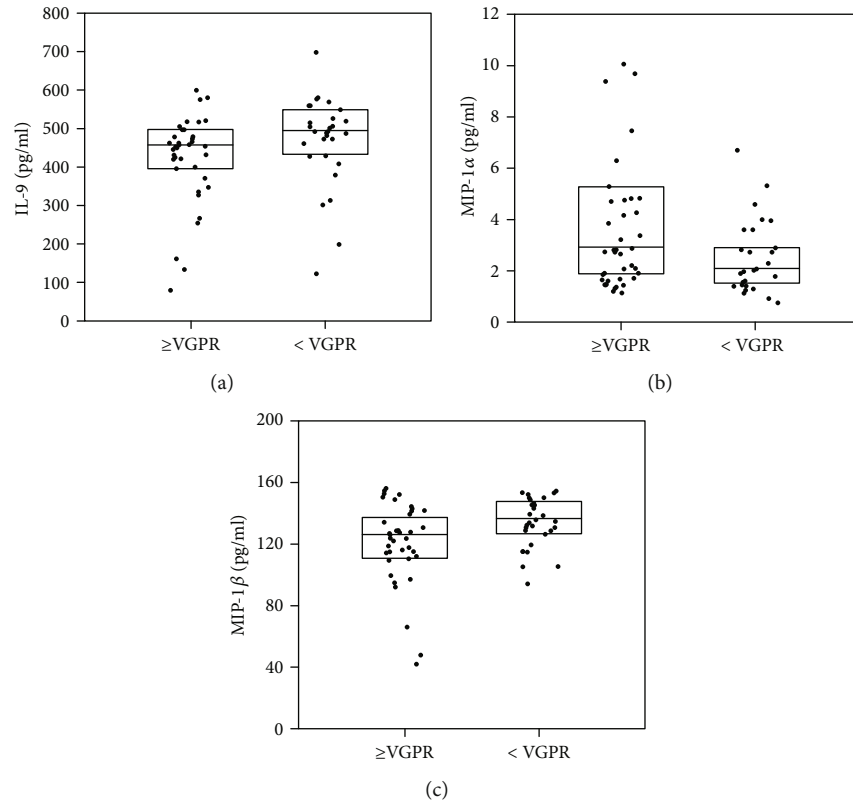 800
700
600
500
400
300
200
100
0
IL-9 (pg/ml)
≥VGPR
< VGPR
(a)
12
10
8
6
4
2
0
MIP-1α (pg/ml)
≥VGPR
< VGPR
(b)
200
160
120
80
40
0
MIP-1β (pg/ml)
≥VGPR
< VGPR
(c)